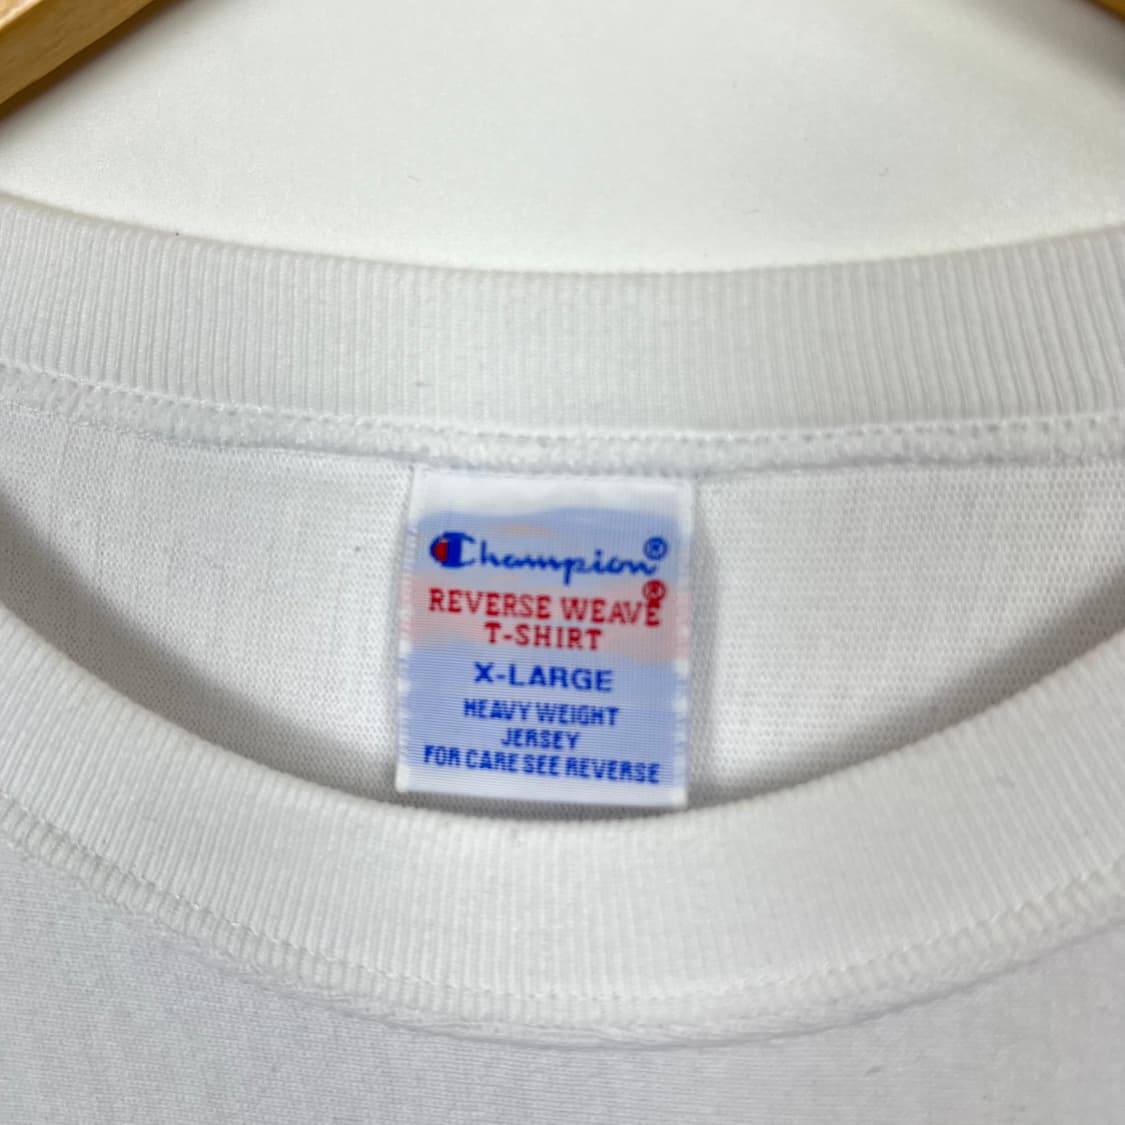 Champion®
REVERSE WEAVE®
T-SHIRT
X-LARGE
HEAVY WEIGHT
JERSEY
FOR CARE SEE REVERSE